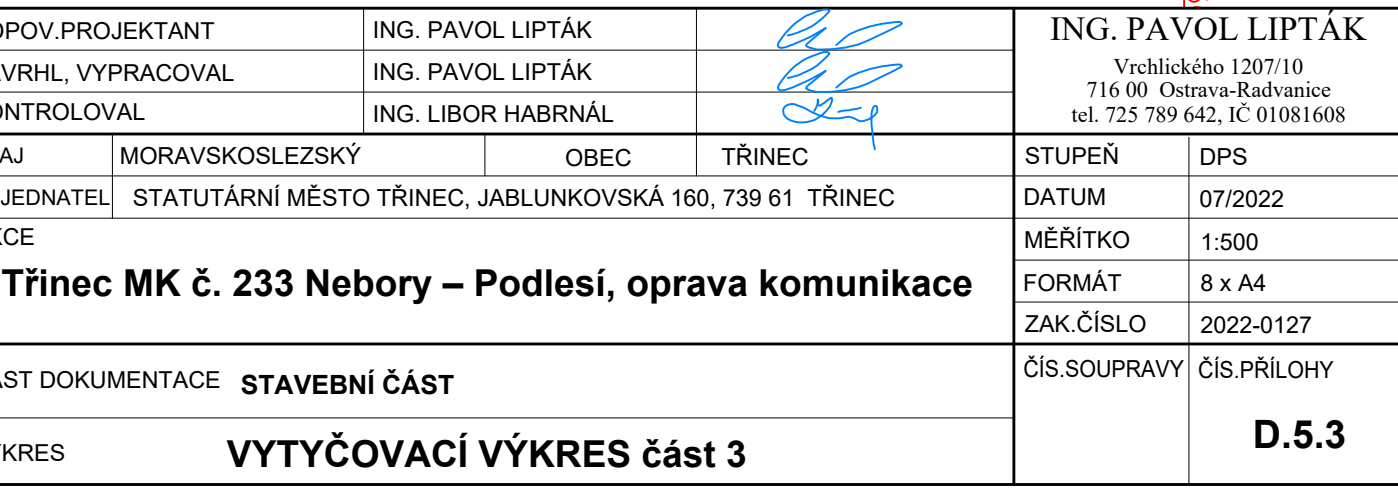 OPOV.PROJEKTANT ING. PAVOL LIPTÁK
AVRHL, VYPRACOVAL ING. PAVOL LIPTÁK
ONTROLOVAL ING. LIBOR HABRNÁL
ING. PAVOL LIPTÁK
Vrchlického 1207/10
716 00 Ostrava-Radvanice
tel. 725 789 642, IČ 01081608
AJ MORAVSKOSLEZSKÝ OBEC TŘINEC
JEDNATEL STATUTÁRNÍ MĚSTO TŘINEC, JABLUNKOVSKÁ 160, 739 61 TŘINEC
KCE
Třinec MK č. 233 Nebory – Podlesí, oprava komunikace
STUPEŇ DPS
DATUM 07/2022
MĚŘÍTKO 1:500
FORMÁT 8 x A4
ZAK.ČÍSLO 2022-0127
ÁST DOKUMENTACE STAVEBNÍ ČÁST
ÝKRES VYTYČOVACÍ VÝKRES část 3
ČÍS.SOUPRAVY ČÍS.PŘÍLOHY
D.5.3